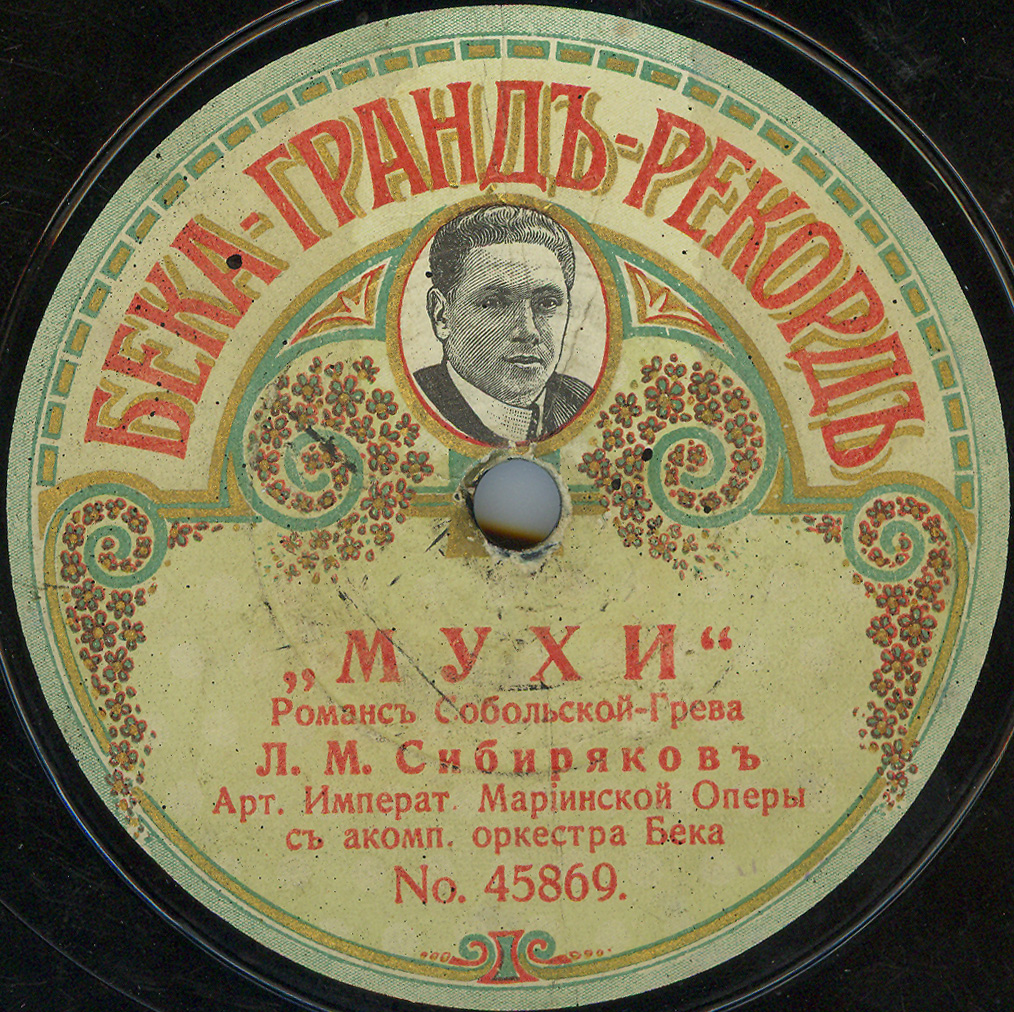 БЕКА-ГРАНДЪ-РЕКОРДЪ
„МУХИ“
Романсъ Собольской-Грева
Л. М. Сибиряковъ
Арт. Императ. Маріинской Оперы
съ акомп. оркестра Бека
No. 45869.